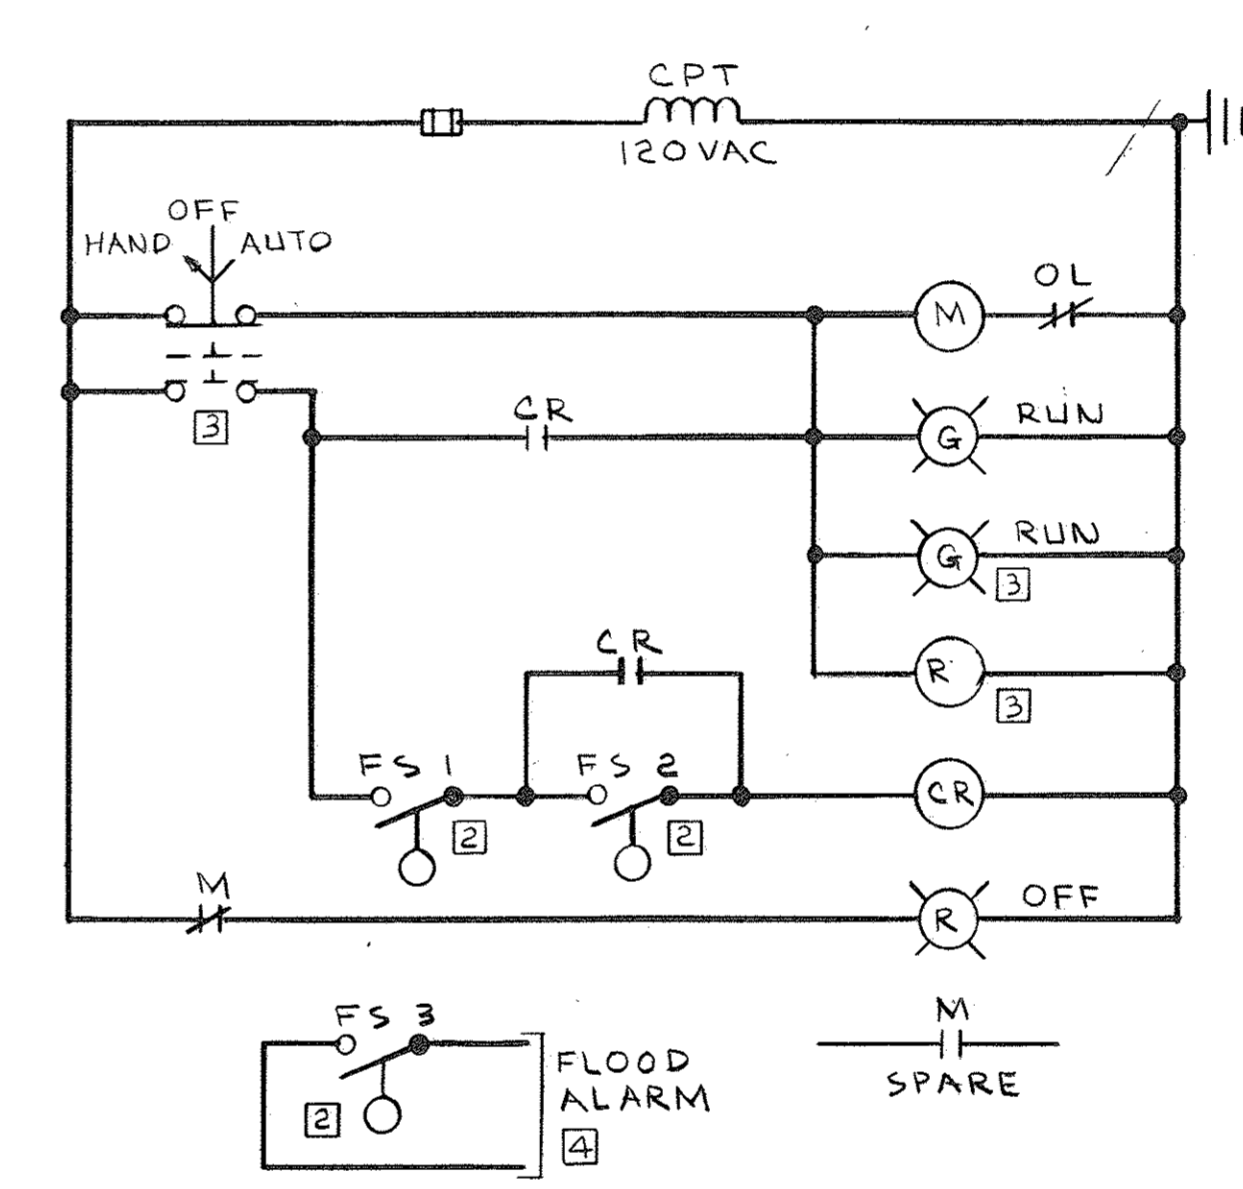 CPT
120VAC
OFF
HAND AUTO
OL
M
3
CR
RUN
G
RUN
G
3
CR
R
3
FS 1
FS 2
CR
2
2
M
OFF
R
FS 3
M
FLOOD
ALARM
SPARE
2
4